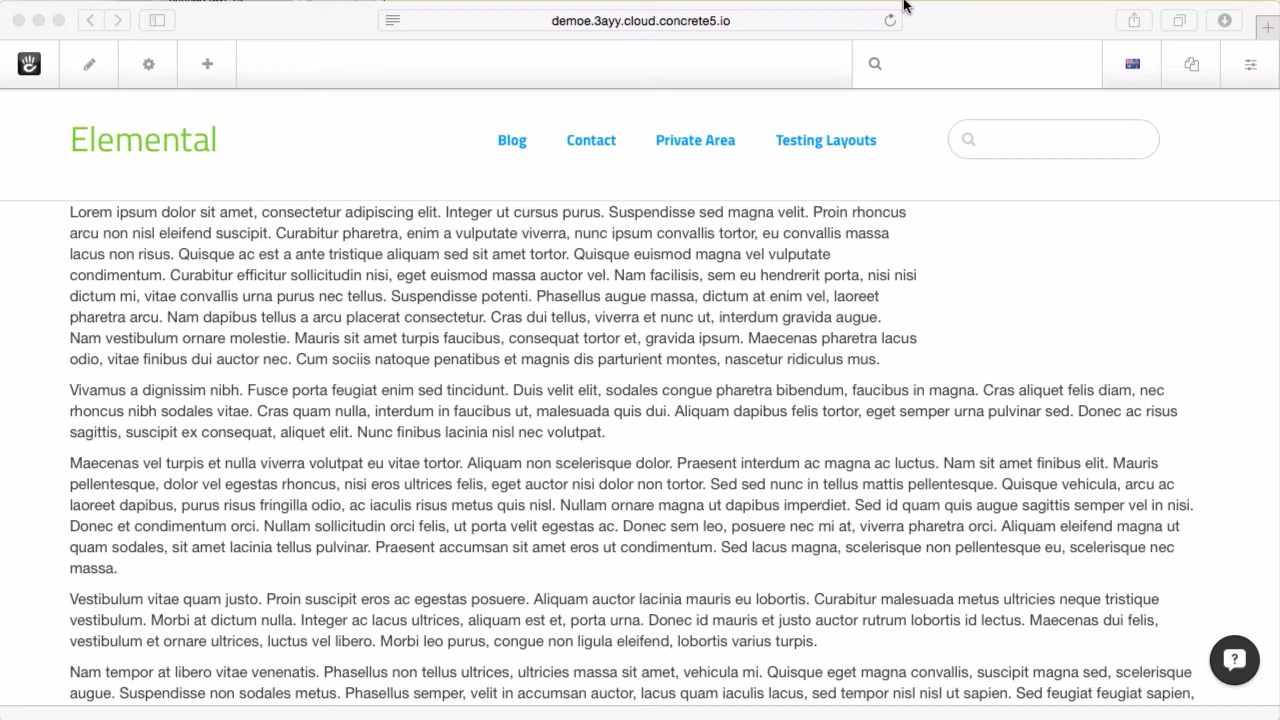 demoe.3ayy.cloud.concrete5.io
Elemental
Blog
Contact
Private Area
Testing Layouts
Lorem ipsum dolor sit amet, consectetur adipiscing elit. Integer ut cursus purus. Suspendisse sed magna velit. Proin rhoncus
arcu non nisl eleifend suscipit. Curabitur pharetra, enim a vulputate viverra, nunc ipsum convallis tortor, eu convallis massa
lacus non risus. Quisque ac est a ante tristique aliquam sed sit amet tortor. Quisque euismod magna vel vulputate
condimentum. Curabitur efficitur sollicitudin nisi, eget euismod massa auctor vel. Nam facilisis, sem eu hendrerit porta, nisi nisi
dictum mi, vitae convallis urna purus nec tellus. Suspendisse potenti. Phasellus augue massa, dictum at enim vel, laoreet
pharetra arcu. Nam dapibus tellus a arcu placerat consectetur. Cras dui tellus, viverra et nunc ut, interdum gravida augue.
Nam vestibulum ornare molestie. Mauris sit amet turpis faucibus, consequat tortor et, gravida ipsum. Maecenas pharetra lacus
odio, vitae finibus dui auctor nec. Cum sociis natoque penatibus et magnis dis parturient montes, nascetur ridiculus mus.
Vivamus a dignissim nibh. Fusce porta feugiat enim sed tincidunt. Duis velit elit, sodales congue pharetra bibendum, faucibus in magna. Cras aliquet felis diam, nec
rhoncus nibh sodales vitae. Cras quam nulla, interdum in faucibus ut, malesuada quis dui. Aliquam dapibus felis tortor, eget semper urna pulvinar sed. Donec ac risus
sagittis, suscipit ex consequat, aliquet elit. Nunc finibus lacinia nisl nec volutpat.
Maecenas vel turpis et nulla viverra volutpat eu vitae tortor. Aliquam non scelerisque dolor. Praesent interdum ac magna ac luctus. Nam sit amet finibus elit. Mauris
pellentesque, dolor vel egestas rhoncus, nisi eros ultrices felis, eget auctor nisi dolor non tortor. Sed sed nunc in tellus mattis pellentesque. Quisque vehicula, arcu ac
laoreet dapibus, purus risus fringilla odio, ac iaculis risus metus quis nisl. Nullam ornare magna ut dapibus imperdiet. Sed id quam quis augue sagittis semper vel in nisi.
Donec et condimentum orci. Nullam sollicitudin orci felis, ut porta velit egestas ac. Donec sem leo, posuere nec mi at, viverra pharetra orci. Aliquam eleifend magna ut
quam sodales, sit amet lacinia tellus pulvinar. Praesent accumsan sit amet eros ut condimentum. Sed lacus magna, scelerisque non pellentesque eu, scelerisque nec
massa.
Vestibulum vitae quam justo. Proin suscipit eros ac egestas posuere. Aliquam auctor lacinia mauris eu lobortis. Curabitur malesuada metus ultricies neque tristique
vestibulum. Morbi at dictum nulla. Integer ac lacus ultrices, aliquam est et, porta urna. Donec id mauris et justo auctor rutrum lobortis id lectus. Maecenas dui felis,
vestibulum et ornare ultrices, luctus vel libero. Morbi leo purus, congue non ligula eleifend, lobortis varius turpis.
Nam tempor at libero vitae venenatis. Phasellus non tellus ultrices, ultricies massa sit amet, vehicula mi. Quisque eget magna convallis, suscipit magna sed, scelerisque
augue. Suspendisse non sodales metus. Phasellus semper, velit in accumsan auctor, lacus quam iaculis lacus, sed tempor nisl nisl ut sapien. Sed feugiat feugiat sapien,